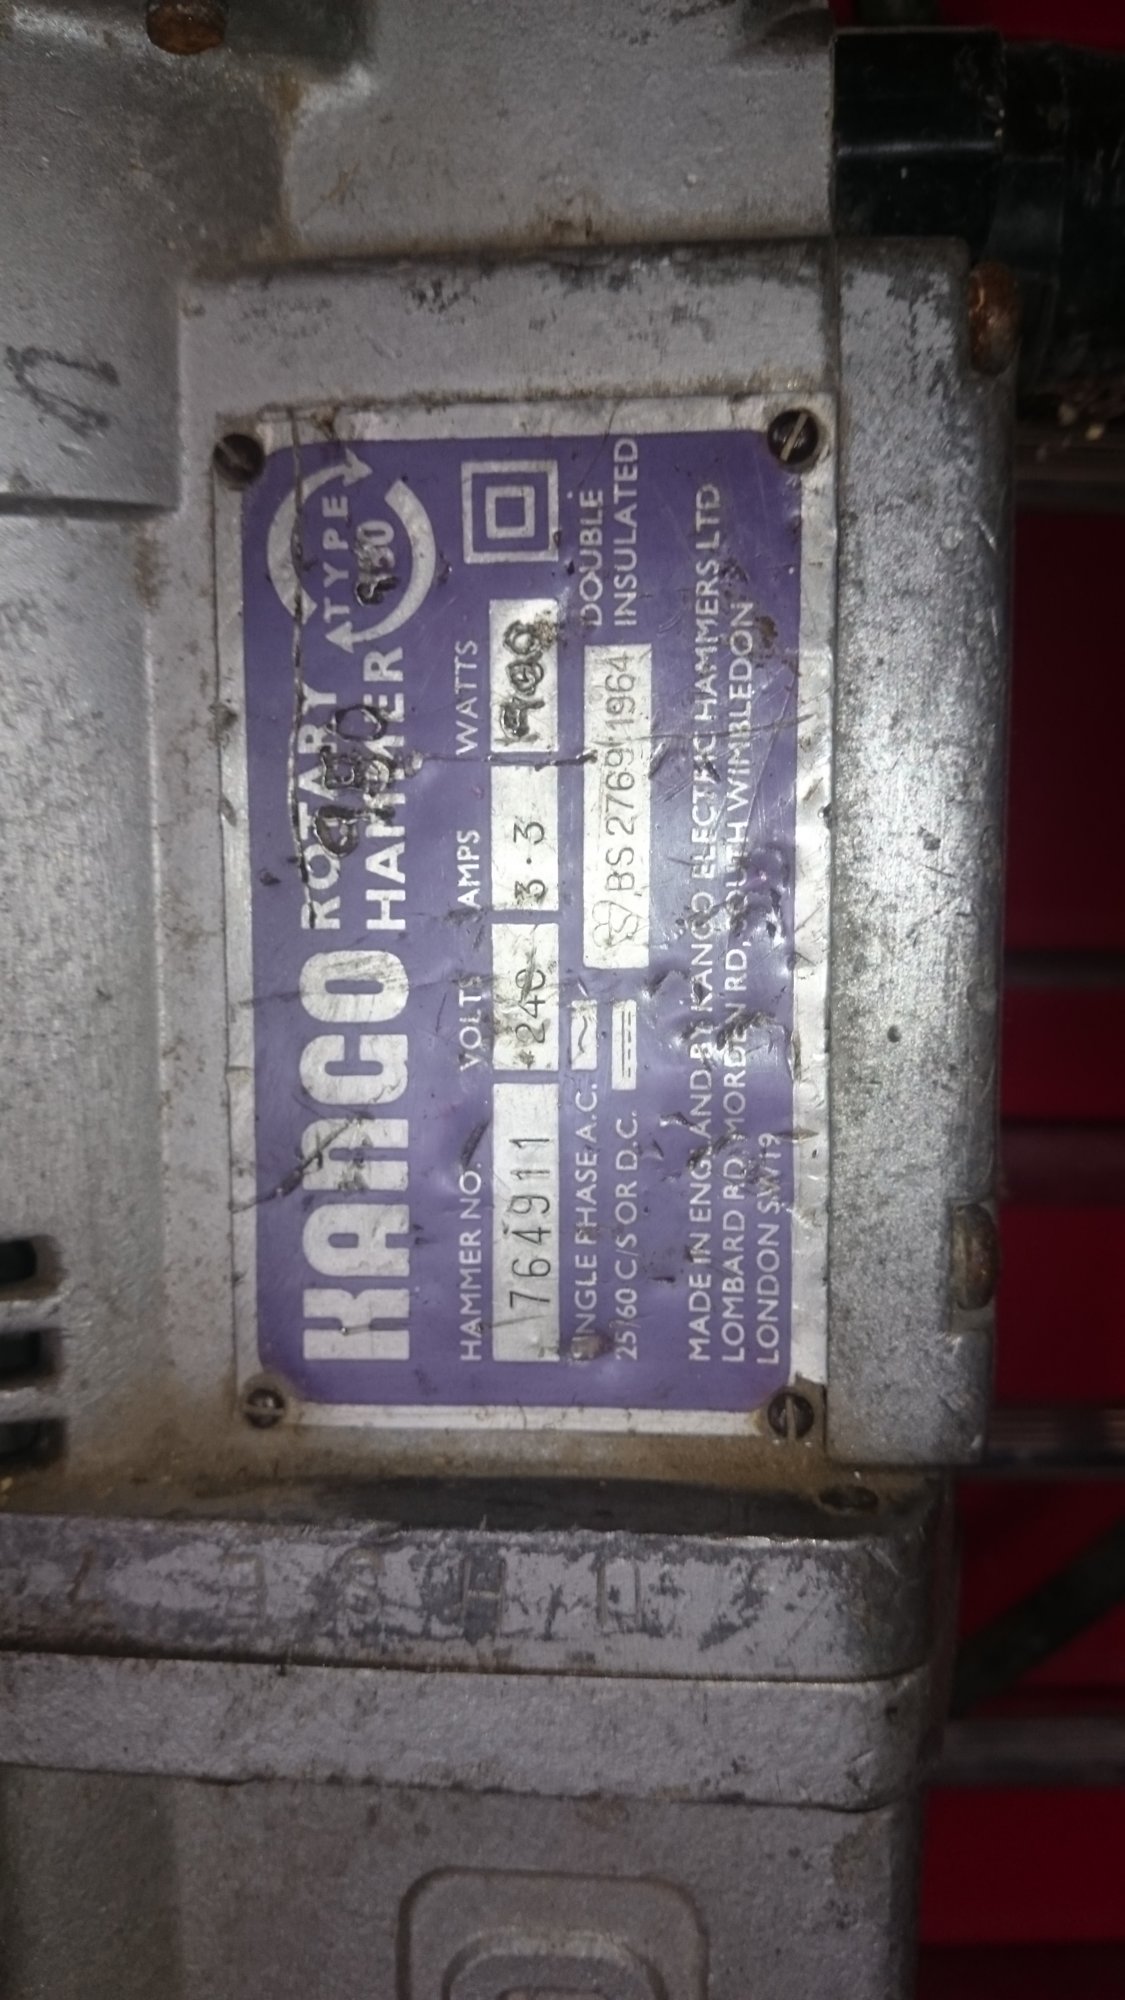 KANGO ROTARY HAMMER
TYPE
950
950
HAMMER NO. VOLTS AMPS WATTS
764911 240 3·3 900
SINGLE PHASE A.C. DOUBLE
25/60 C/S OR D.C. BS 2769/1964 INSULATED
MADE IN ENGLAND BY KANGO ELECTRIC HAMMERS LTD
LOMBARD RD, MORDEN RD, SOUTH WIMBLEDON
LONDON SW19